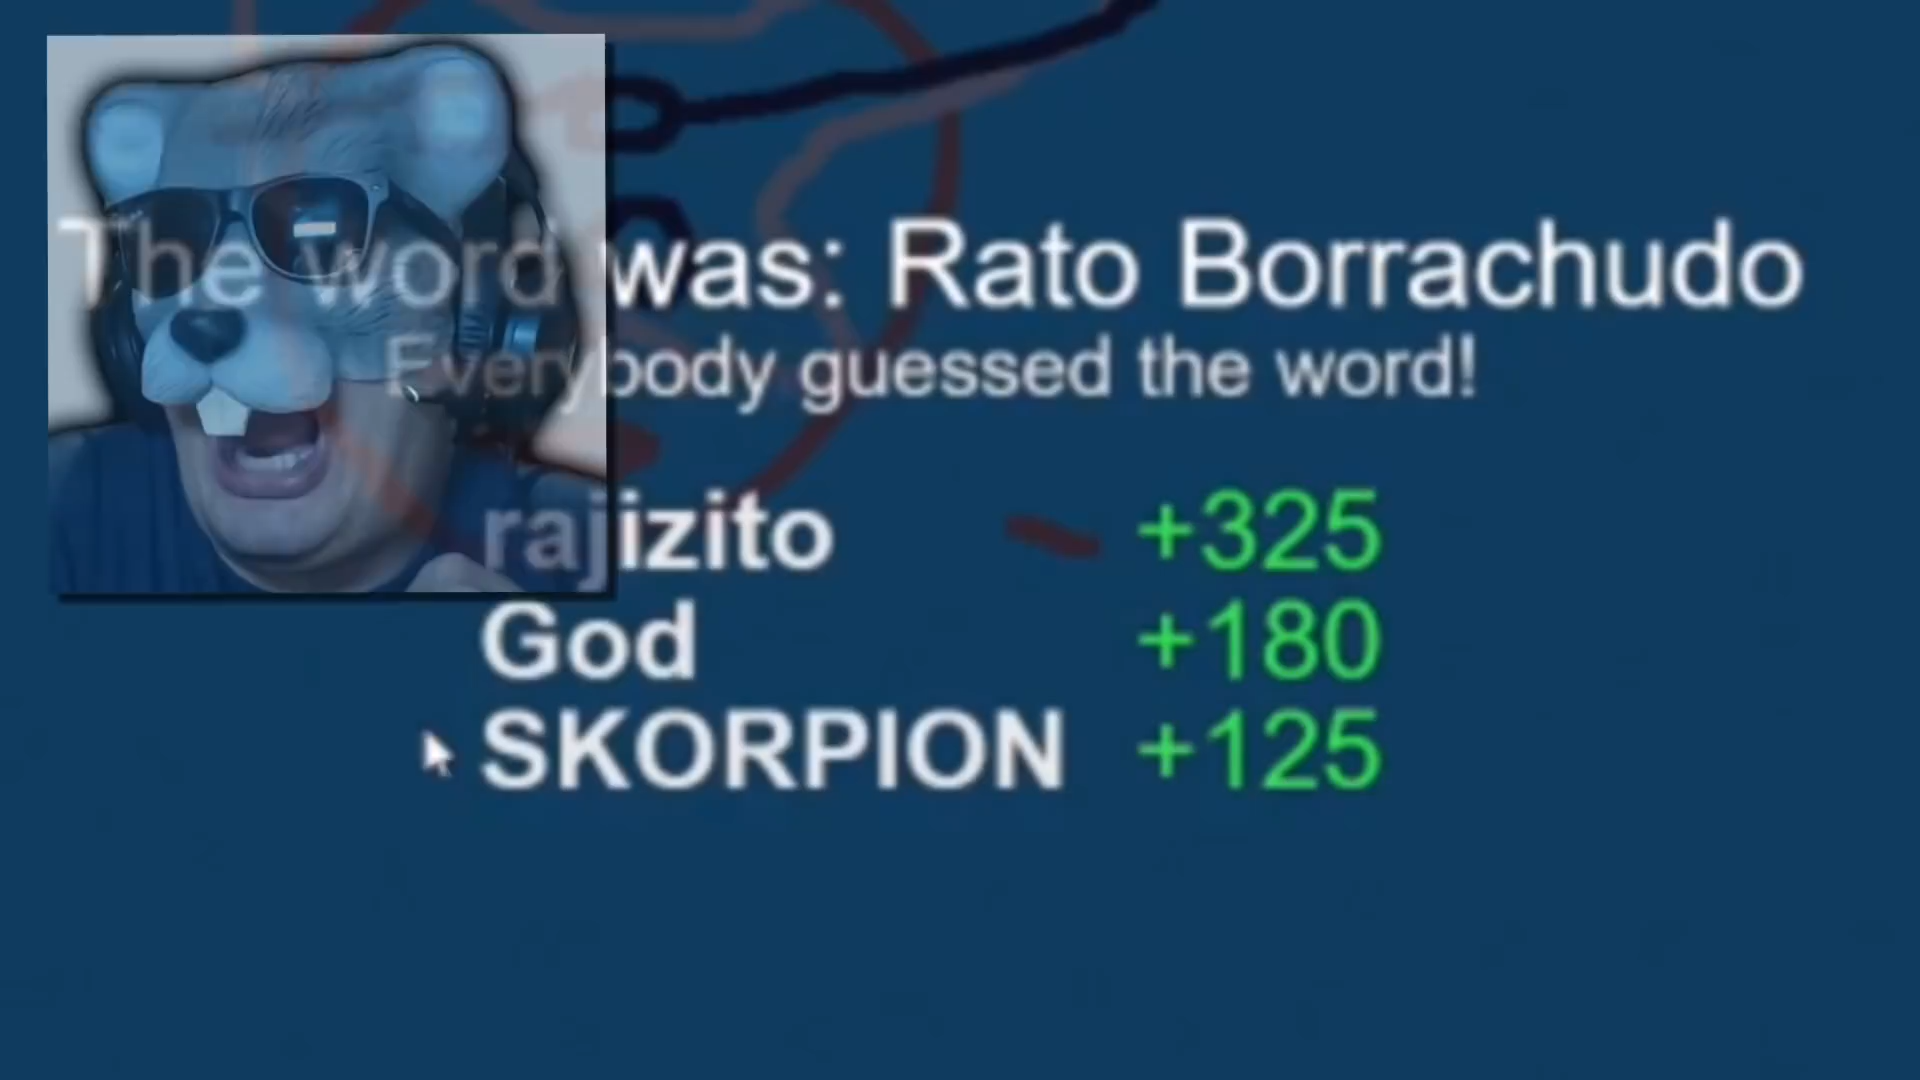 The word was: Rato Borrachudo
Everybody guessed the word!
rajizito +325
God +180
SKORPION +125